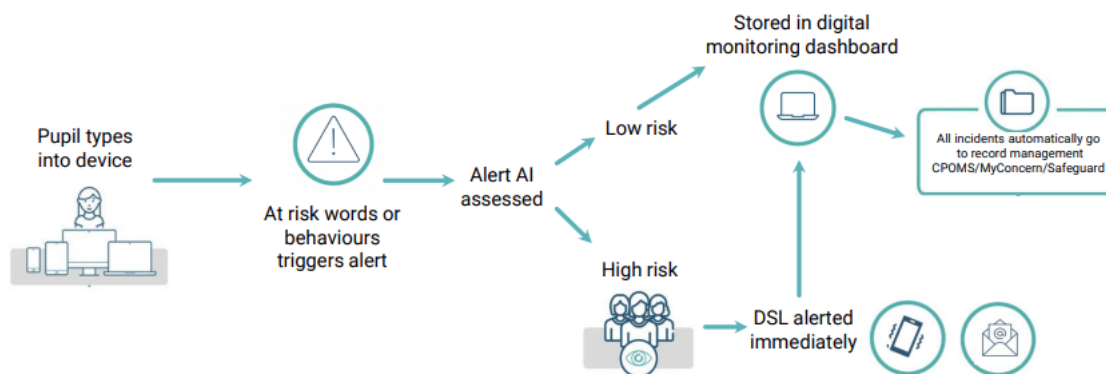 Pupil types
into device
At risk words or
behaviours
triggers alert
Alert AI
assessed
Low risk
High risk
Stored in digital
monitoring dashboard
DSL alerted
immediately
@
All incidents automatically go
to record management
CPOMS/MyConcern/Safeguard